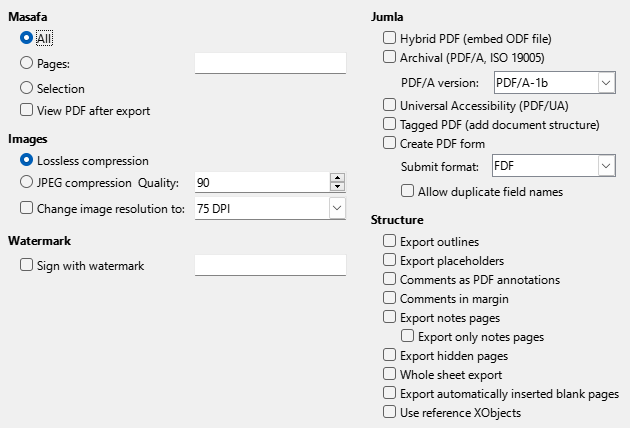 Masafa
All
Pages:
Selection
View PDF after export
Images
Lossless compression
JPEG compression Quality: 90
Change image resolution to: 75 DPI
Watermark
Sign with watermark
Jumla
Hybrid PDF (embed ODF file)
Archival (PDF/A, ISO 19005)
PDF/A version: PDF/A-1b
Universal Accessibility (PDF/UA)
Tagged PDF (add document structure)
Create PDF form
Submit format: FDF
Allow duplicate field names
Structure
Export outlines
Export placeholders
Comments as PDF annotations
Comments in margin
Export notes pages
Export only notes pages
Export hidden pages
Whole sheet export
Export automatically inserted blank pages
Use reference XObjects